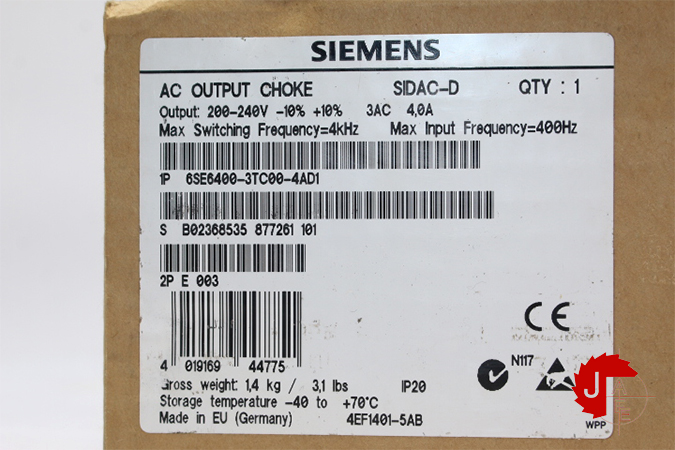 SIEMENS
AC OUTPUT CHOKE SIDAC-D QTY : 1
Output: 200-240V -10% +10% 3AC 4,0A
Max Switching Frequency=4kHz Max Input Frequency=400Hz
1P 6SE6400-3TC00-4AD1
S B02368535 877261 101
2P E 003
CE
N117
4 019169 44775
Gross weight: 1,4 kg / 3,1 lbs IP20
Storage temperature -40 to +70°C
Made in EU (Germany) 4EF1401-5AB
WPP
J